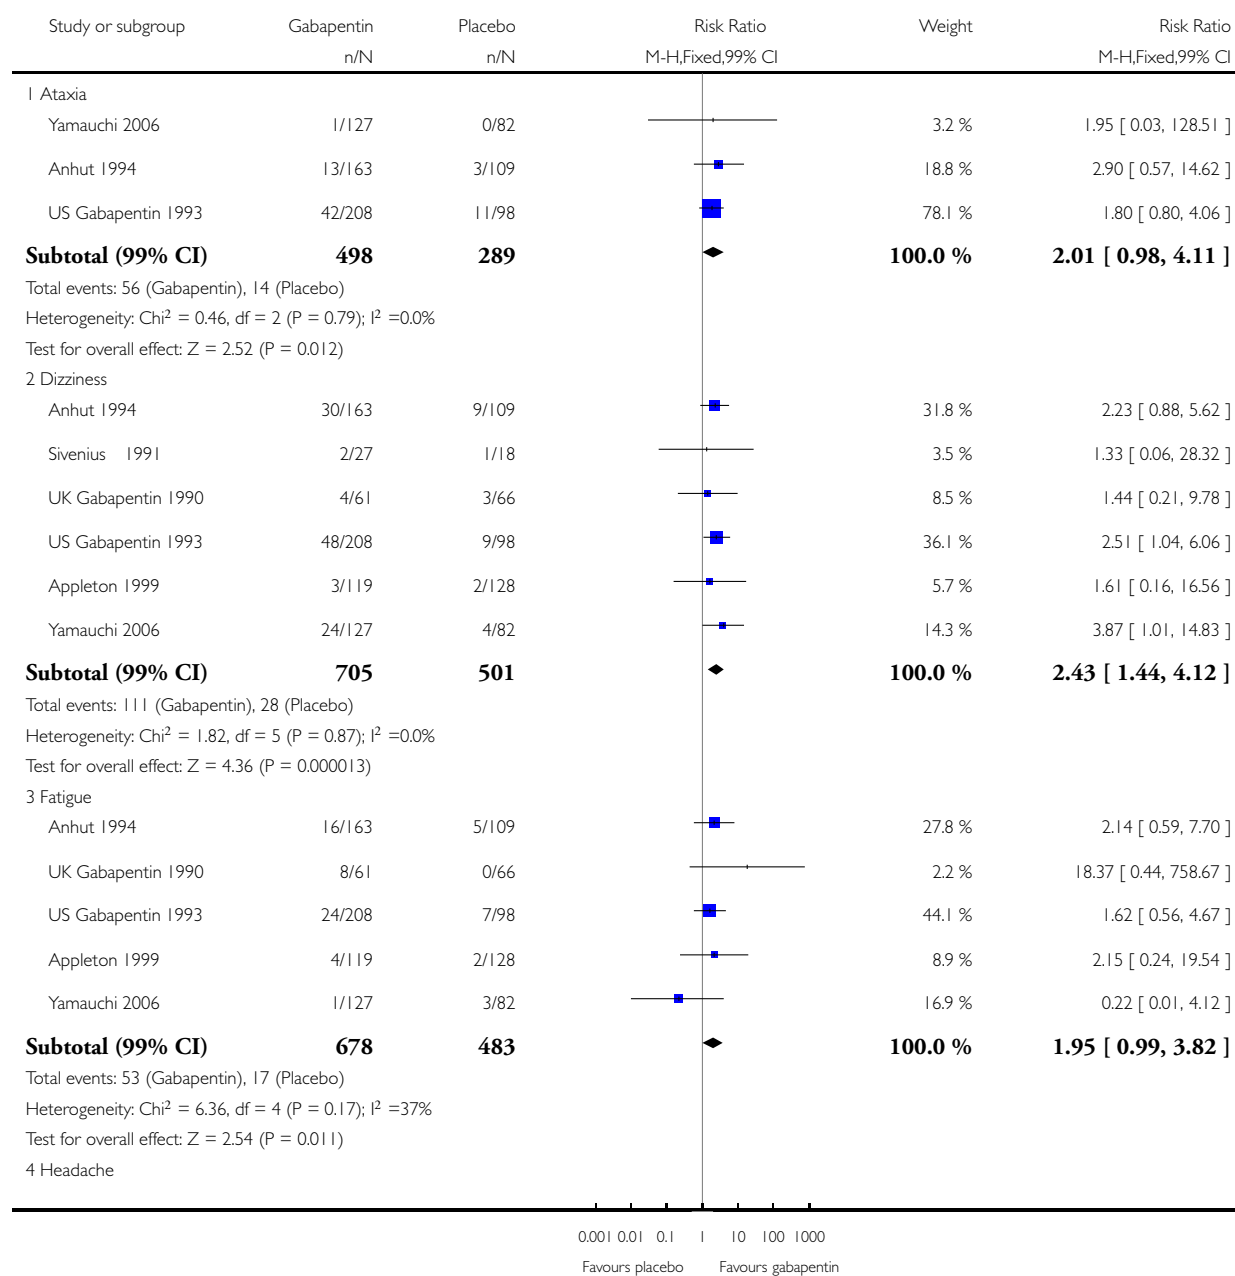 Study or subgroup Gabapentin Placebo Risk Ratio Weight Risk Ratio
n/N n/N M-H,Fixed,99% CI M-H,Fixed,99% CI
1 Ataxia
Yamauchi 2006 1/127 0/82 3.2 % 1.95 [ 0.03, 128.51 ]
Anhut 1994 13/163 3/109 18.8 % 2.90 [ 0.57, 14.62 ]
US Gabapentin 1993 42/208 11/98 78.1 % 1.80 [ 0.80, 4.06 ]
Subtotal (99% CI) 498 289 100.0 % 2.01 [ 0.98, 4.11 ]
Total events: 56 (Gabapentin), 14 (Placebo)
Heterogeneity: Chi² = 0.46, df = 2 (P = 0.79); I² =0.0%
Test for overall effect: Z = 2.52 (P = 0.012)
2 Dizziness
Anhut 1994 30/163 9/109 31.8 % 2.23 [ 0.88, 5.62 ]
Sivenius 1991 2/27 1/18 3.5 % 1.33 [ 0.06, 28.32 ]
UK Gabapentin 1990 4/61 3/66 8.5 % 1.44 [ 0.21, 9.78 ]
US Gabapentin 1993 48/208 9/98 36.1 % 2.51 [ 1.04, 6.06 ]
Appleton 1999 3/119 2/128 5.7 % 1.61 [ 0.16, 16.56 ]
Yamauchi 2006 24/127 4/82 14.3 % 3.87 [ 1.01, 14.83 ]
Subtotal (99% CI) 705 501 100.0 % 2.43 [ 1.44, 4.12 ]
Total events: 111 (Gabapentin), 28 (Placebo)
Heterogeneity: Chi² = 1.82, df = 5 (P = 0.87); I² =0.0%
Test for overall effect: Z = 4.36 (P = 0.000013)
3 Fatigue
Anhut 1994 16/163 5/109 27.8 % 2.14 [ 0.59, 7.70 ]
UK Gabapentin 1990 8/61 0/66 2.2 % 18.37 [ 0.44, 758.67 ]
US Gabapentin 1993 24/208 7/98 44.1 % 1.62 [ 0.56, 4.67 ]
Appleton 1999 4/119 2/128 8.9 % 2.15 [ 0.24, 19.54 ]
Yamauchi 2006 1/127 3/82 16.9 % 0.22 [ 0.01, 4.12 ]
Subtotal (99% CI) 678 483 100.0 % 1.95 [ 0.99, 3.82 ]
Total events: 53 (Gabapentin), 17 (Placebo)
Heterogeneity: Chi² = 6.36, df = 4 (P = 0.17); I² =37%
Test for overall effect: Z = 2.54 (P = 0.011)
4 Headache
0.001 0.01 0.1 1 10 100 1000
Favours placebo Favours gabapentin